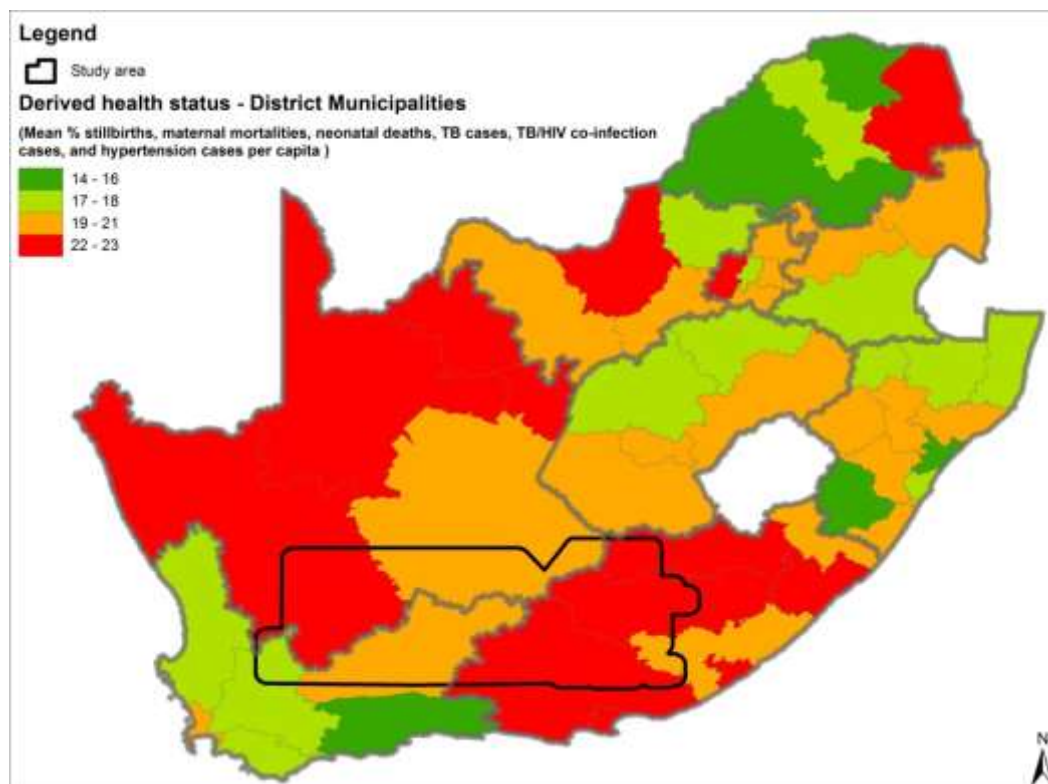 Legend
Study area
Derived health status - District Municipalities
(Mean % stillbirths, maternal mortalities, neonatal deaths, TB cases, TB/HIV co-infection
cases, and hypertension cases per capita )
14 - 16
17 - 18
19 - 21
22 - 23
N